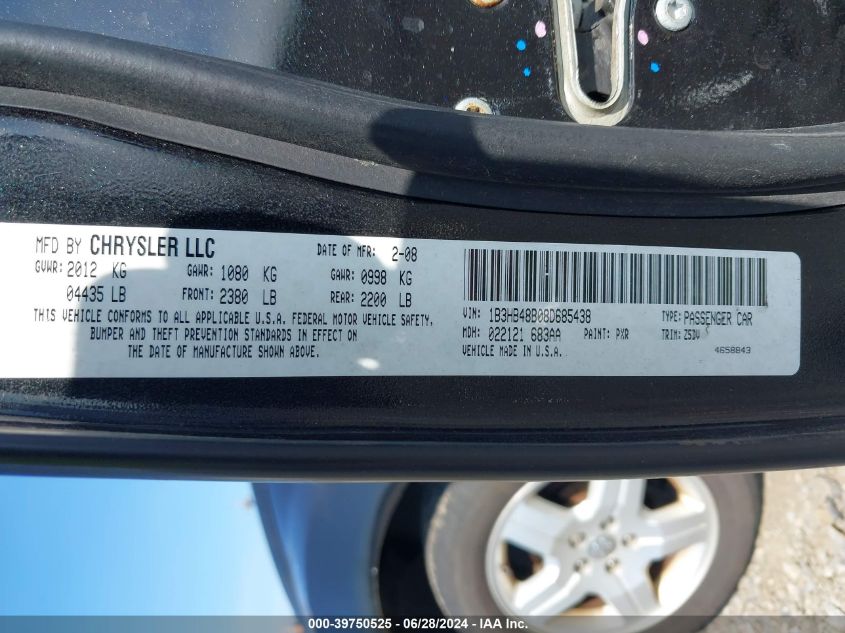 MFD BY CHRYSLER LLC DATE OF MFR: 2-08
GVWR: 2012 KG GAWR: 1080 KG GAWR: 0998 KG
04435 LB FRONT: 2380 LB REAR: 2200 LB
THIS VEHICLE CONFORMS TO ALL APPLICABLE U.S.A. FEDERAL MOTOR VEHICLE SAFETY,
BUMPER AND THEFT PREVENTION STANDARDS IN EFFECT ON
THE DATE OF MANUFACTURE SHOWN ABOVE.
VIN: 1B3HB48B08D685438 TYPE: PASSENGER CAR
MDH: 022121 683AA PAINT: PXR TRIM: Z5DV
VEHICLE MADE IN U.S.A. 4658843
000-39750525 - 06/28/2024 - IAA Inc.